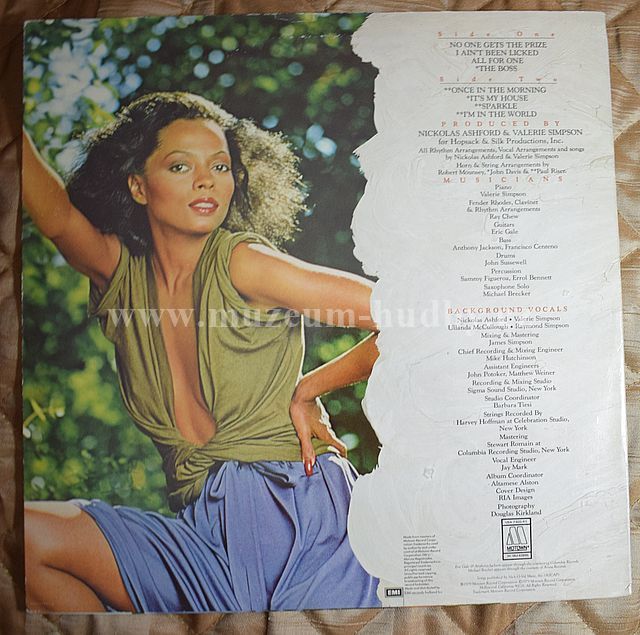 Side One
NO ONE GETS THE PRIZE
I AIN'T BEEN LICKED
ALL FOR ONE
*THE BOSS
Side Two
**ONCE IN THE MORNING
*IT'S MY HOUSE
**SPARKLE
**I'M IN THE WORLD
PRODUCED BY
NICKOLAS ASHFORD & VALERIE SIMPSON
for Hopsack & Silk Productions, Inc.
All Rhythm Arrangements, Vocal Arrangements and songs
by Nickolas Ashford & Valerie Simpson
Horn & String Arrangements by
Robert Mounsey, *John Davis & **Paul Riser.
MUSICIANS
Piano
Valerie Simpson
Fender Rhodes, Clavinet
& Rhythm Arrangements
Ray Chew
Guitars
Eric Gale
Bass
Anthony Jackson, Francisco Centeno
Drums
John Sussewell
Percussion
Sammy Figueroa, Errol Bennett
Saxophone Solo
Michael Brecker
www.muzeum-hud
BACKGROUND VOCALS
Nickolas Ashford • Valerie Simpson
Ullanda McCullough • Raymond Simpson
Mixing & Mastering
James Simpson
Chief Recording & Mixing Engineer
Mike Hutchinson
Assistant Engineers
John Potoker, Matthew Weiner
Recording & Mixing Studio
Sigma Sound Studio, New York
Studio Coordinator
Barbara Tiesi
Strings Recorded By
Harvey Hoffman at Celebration Studio,
New York
Mastering
Stewart Romain at
Columbia Recording Studio, New York
Vocal Engineer
Jay Mark
Album Coordinator
Altamese Alston
Cover Design
RIA Images
Photography
Douglas Kirkland
MOTOWN
EMI